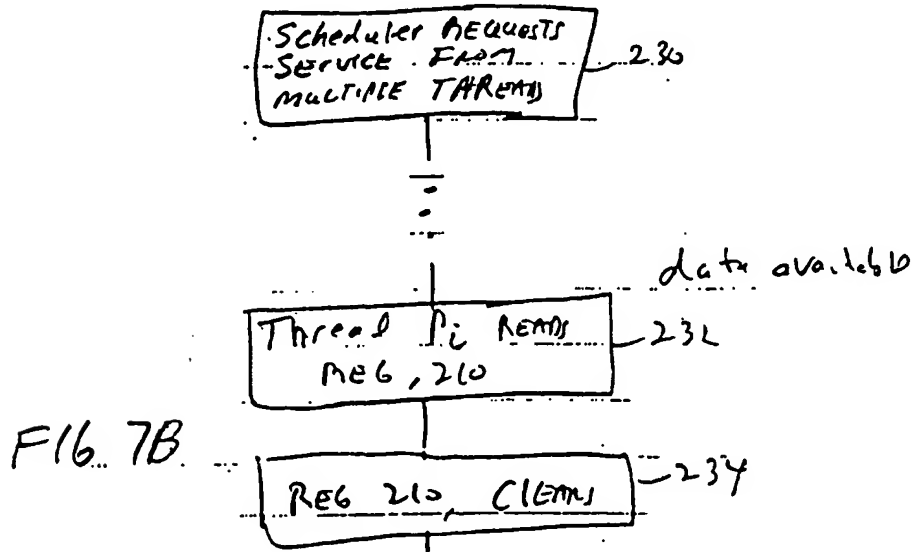 Scheduler REQUESTS
SERVICE FROM
MULTIPLE THREADS
230
data available
Thread Pi READS
REG, 210
232
FIG. 7B
REG 210, CLEARS
234